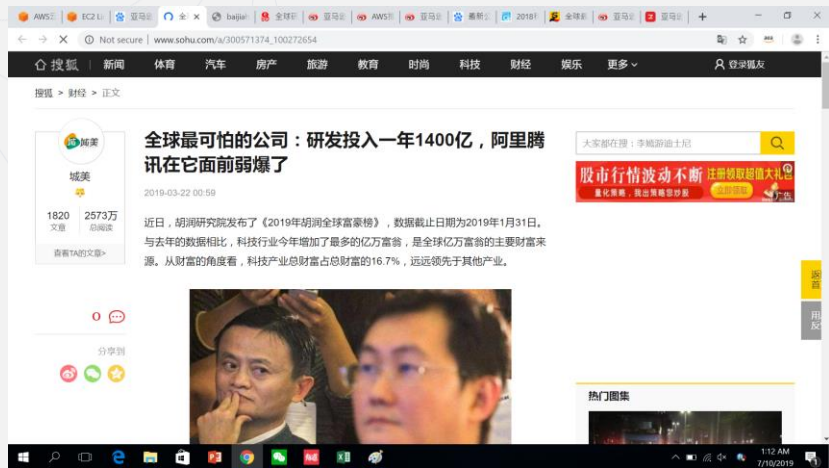 AWS
EC2 L
亚马
全
baijia
全球研
亚马
AWS
亚马
最新
2018
全球
亚马
亚马
Not secure | www.sohu.com/a/300571374_100272654
搜狐
新闻
体育
汽车
房产
旅游
教育
时尚
科技
财经
娱乐
更多
登录狐友
搜狐 > 财经 > 正文
城美
城美
1820
2573万
文章
总阅读
查看TA的文章>
0
分享到
全球最可怕的公司：研发投入一年1400亿，阿里腾
讯在它面前弱爆了
2019-03-22 00:59
近日，胡润研究院发布了《2019年胡润全球富豪榜》，数据截止日期为2019年1月31日。
与去年的数据相比，科技行业今年增加了最多的亿万富翁，是全球亿万富翁的主要财富来
源。从财富的角度看，科技产业总财富占总财富的16.7%，远远领先于其他产业。
大家都在搜：李嫣游迪士尼
股市行情波动不断
注册领取超值大礼包
量化策略，我出策略您炒股
立即领取
广告
热门图集
1:12 AM
7/10/2019